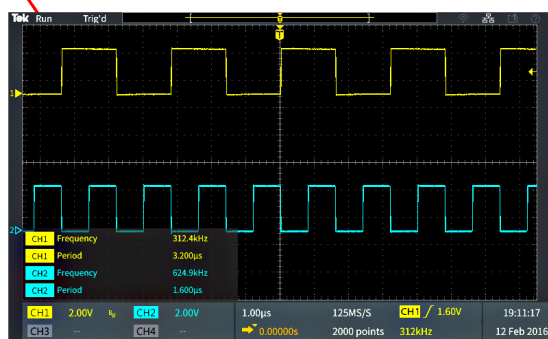 Tek Run Trig'd
T
1
2
CH1 Frequency 312.4kHz
CH1 Period 3.200µs
CH2 Frequency 624.9kHz
CH2 Period 1.600µs
CH1 2.00V CH2 2.00V 1.00µs 125MS/S CH1 1.60V 19:11:17
CH3 -- CH4 -- 0.00000s 2000 points 312kHz 12 Feb 2016